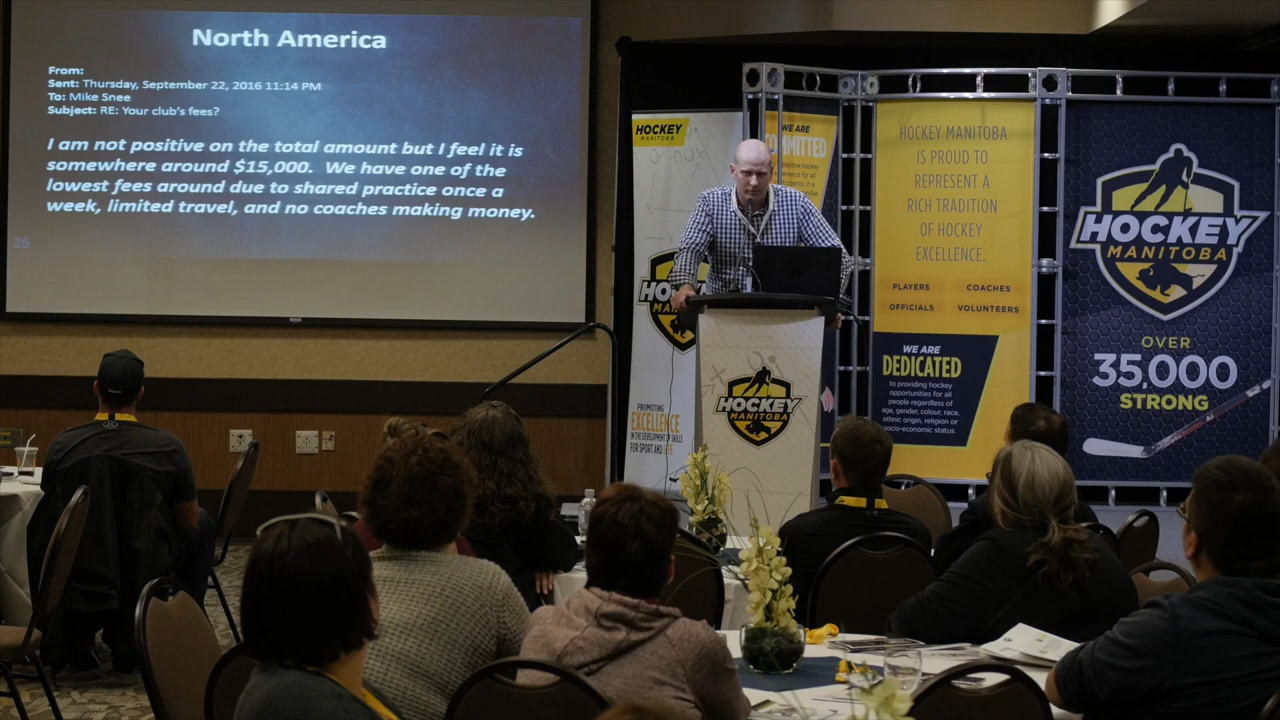 North America
From:
Sent: Thursday, September 22, 2016 11:14 PM
To: Mike Snee
Subject: RE: Your club's fees?
I am not positive on the total amount but I feel it is
somewhere around $15,000.  We have one of the
lowest fees around due to shared practice once a
week, limited travel, and no coaches making money.
25
HOCKEY
MANITOBA
PROMOTING
EXCELLENCE
IN THE DEVELOPMENT OF SKILLS
FOR SPORT AND LIFE
WE ARE
HOCKEY
MANITOBA
HOCKEY MANITOBA
IS PROUD TO
REPRESENT A
RICH TRADITION
OF HOCKEY
EXCELLENCE.
PLAYERS COACHES
OFFICIALS VOLUNTEERS
WE ARE
DEDICATED
to providing hockey
opportunities for all
people regardless of
age, gender, colour, race,
ethnic origin, religion or
socio-economic status.
HOCKEY
MANITOBA
OVER
35,000
STRONG